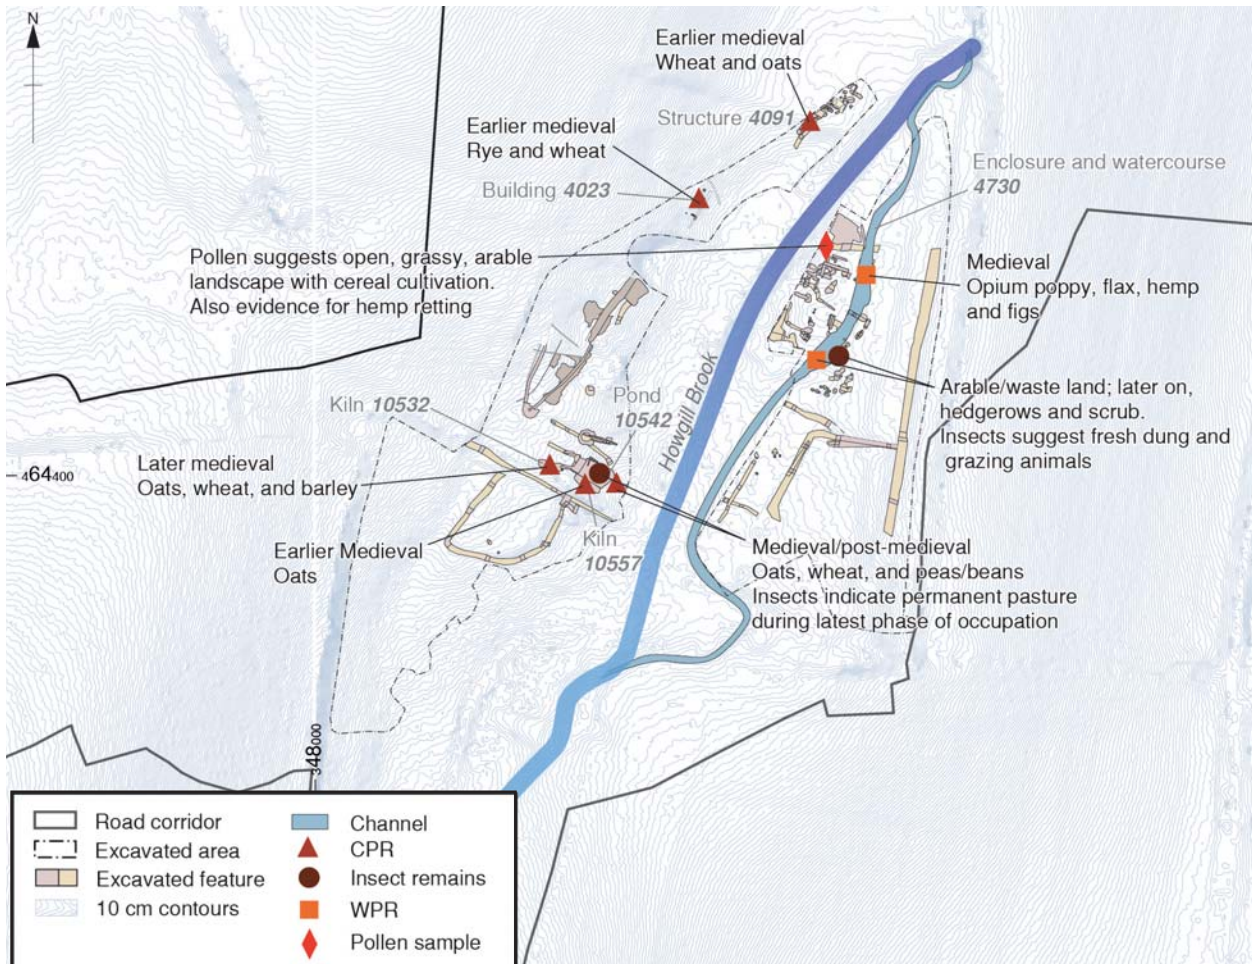 N
Earlier medieval
Wheat and oats
Structure 4091
Earlier medieval
Rye and wheat
Building 4023
Enclosure and watercourse
4730
Pollen suggests open, grassy, arable
landscape with cereal cultivation.
Also evidence for hemp retting
Medieval
Opium poppy, flax, hemp
and figs
Howgill Brook
Arable/waste land; later on,
hedgerows and scrub.
Insects suggest fresh dung and
grazing animals
Pond
10542
Kiln 10532
Later medieval
Oats, wheat, and barley
464400
Earlier Medieval
Oats
Kiln
10557
Medieval/post-medieval
Oats, wheat, and peas/beans
Insects indicate permanent pasture
during latest phase of occupation
348000
Road corridor
Excavated area
Excavated feature
10 cm contours
Channel
CPR
Insect remains
WPR
Pollen sample